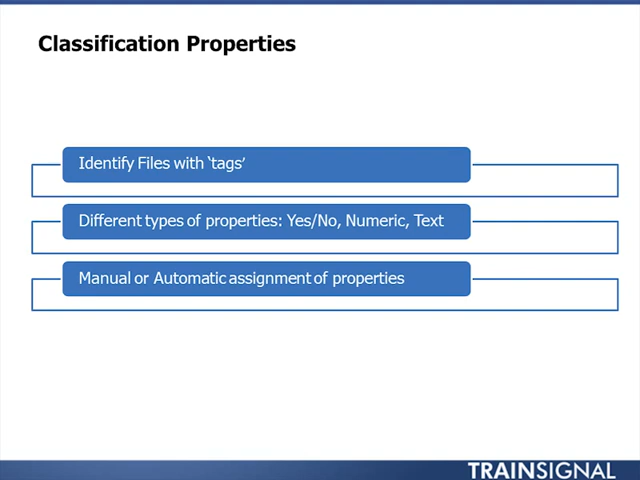 Classification Properties
Identify Files with ‘tags’
Different types of properties: Yes/No, Numeric, Text
Manual or Automatic assignment of properties
TRAINSIGNAL